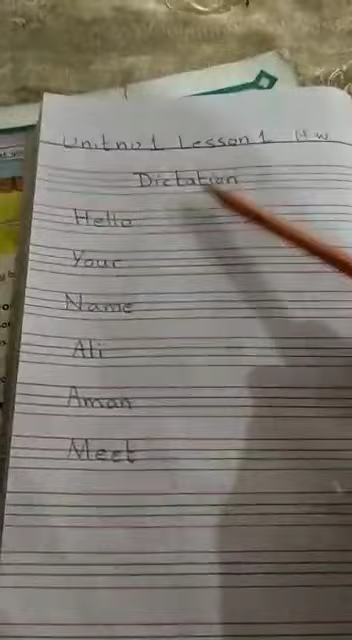 Unit no 1 Lesson 1 H.w
Dictation
Hello
Your
Name
Ali
Aman
Meet